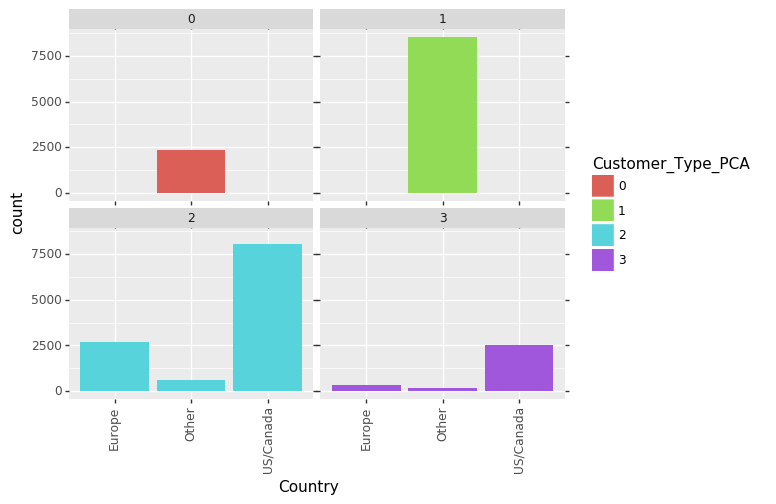 0
1
7500
5000
2500
0
2
3
7500
5000
2500
0
Europe
Other
US/Canada
Europe
Other
US/Canada
Country
count
Customer_Type_PCA
0
1
2
3